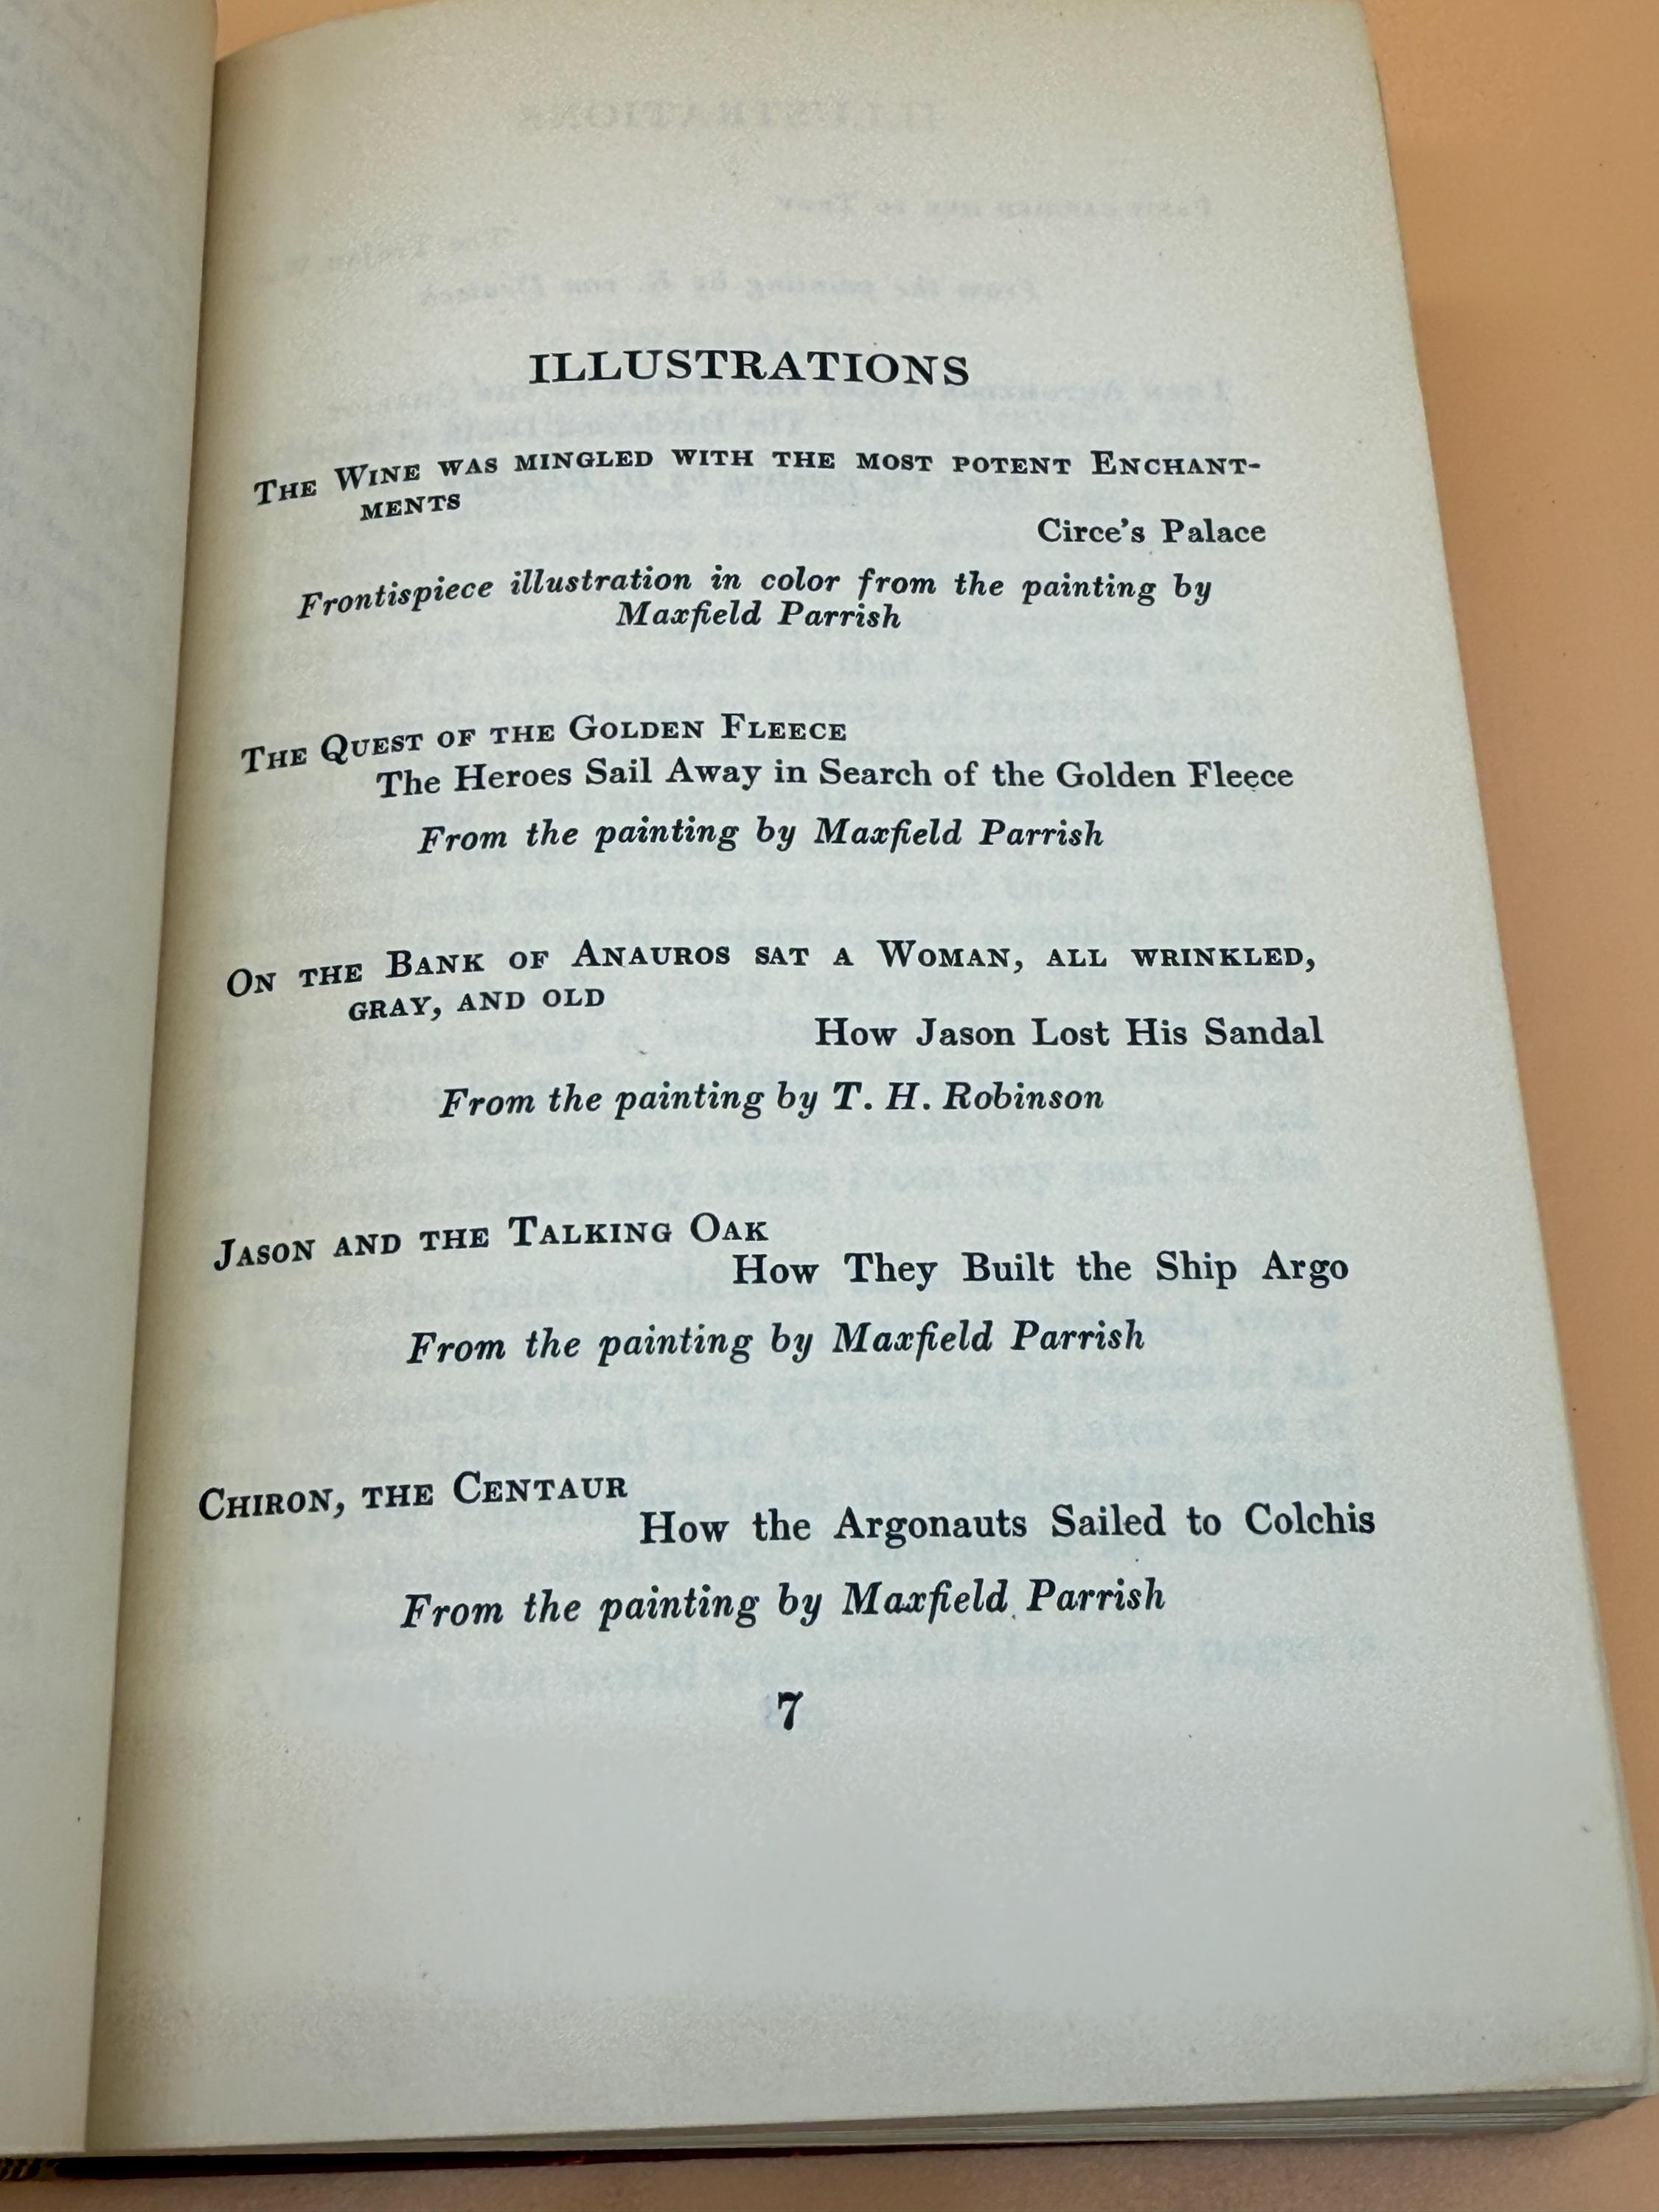 ILLUSTRATIONS
The Wine was mingled with the most potent Enchant-
ments
Circe's Palace
Frontispiece illustration in color from the painting by
Maxfield Parrish
The Quest of the Golden Fleece
The Heroes Sail Away in Search of the Golden Fleece
From the painting by Maxfield Parrish
On the Bank of Anauros sat a Woman, all wrinkled,
gray, and old
How Jason Lost His Sandal
From the painting by T. H. Robinson
Jason and the Talking Oak
How They Built the Ship Argo
From the painting by Maxfield Parrish
Chiron, the Centaur
How the Argonauts Sailed to Colchis
From the painting by Maxfield Parrish
7